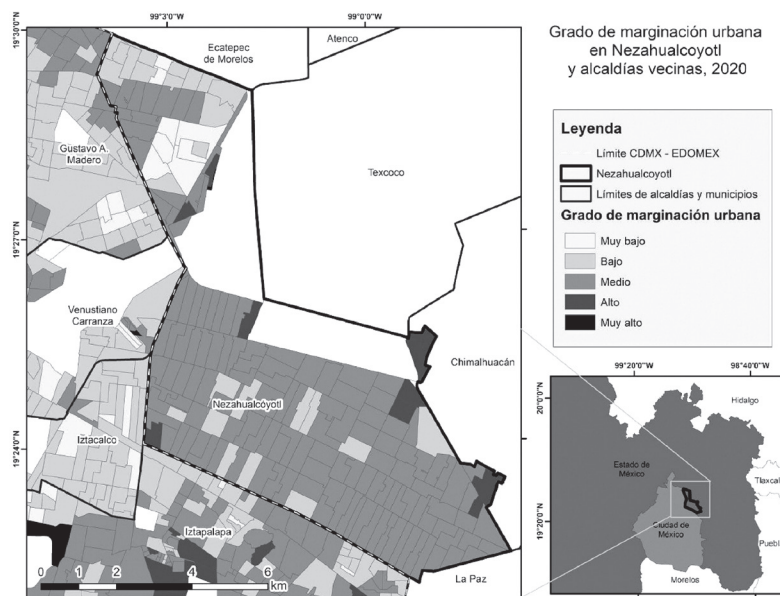 Grado de marginación urbana
en Nezahualcoyotl
y alcaldías vecinas, 2020
99°3'0"W
99°0'0"W
19°30'0"N
19°27'0"N
19°24'0"N
Ecatepec
de Morelos
Atenco
Gustavo A.
Madero
Texcoco
Venustiano
Carranza
Chimalhuacán
Nezahualcóyotl
Iztacalco
Iztapalapa
La Paz
0 1 2 4 6
km
Leyenda
Límite CDMX - EDOMEX
Nezahualcoyotl
Límites de alcaldías y municipios
Grado de marginación urbana
Muy bajo
Bajo
Medio
Alto
Muy alto
99°20'0"W
98°40'0"W
20°0'0"N
19°20'0"N
Hidalgo
Estado de
México
Tlaxcal
Ciudad de
México
Puebl
Morelos